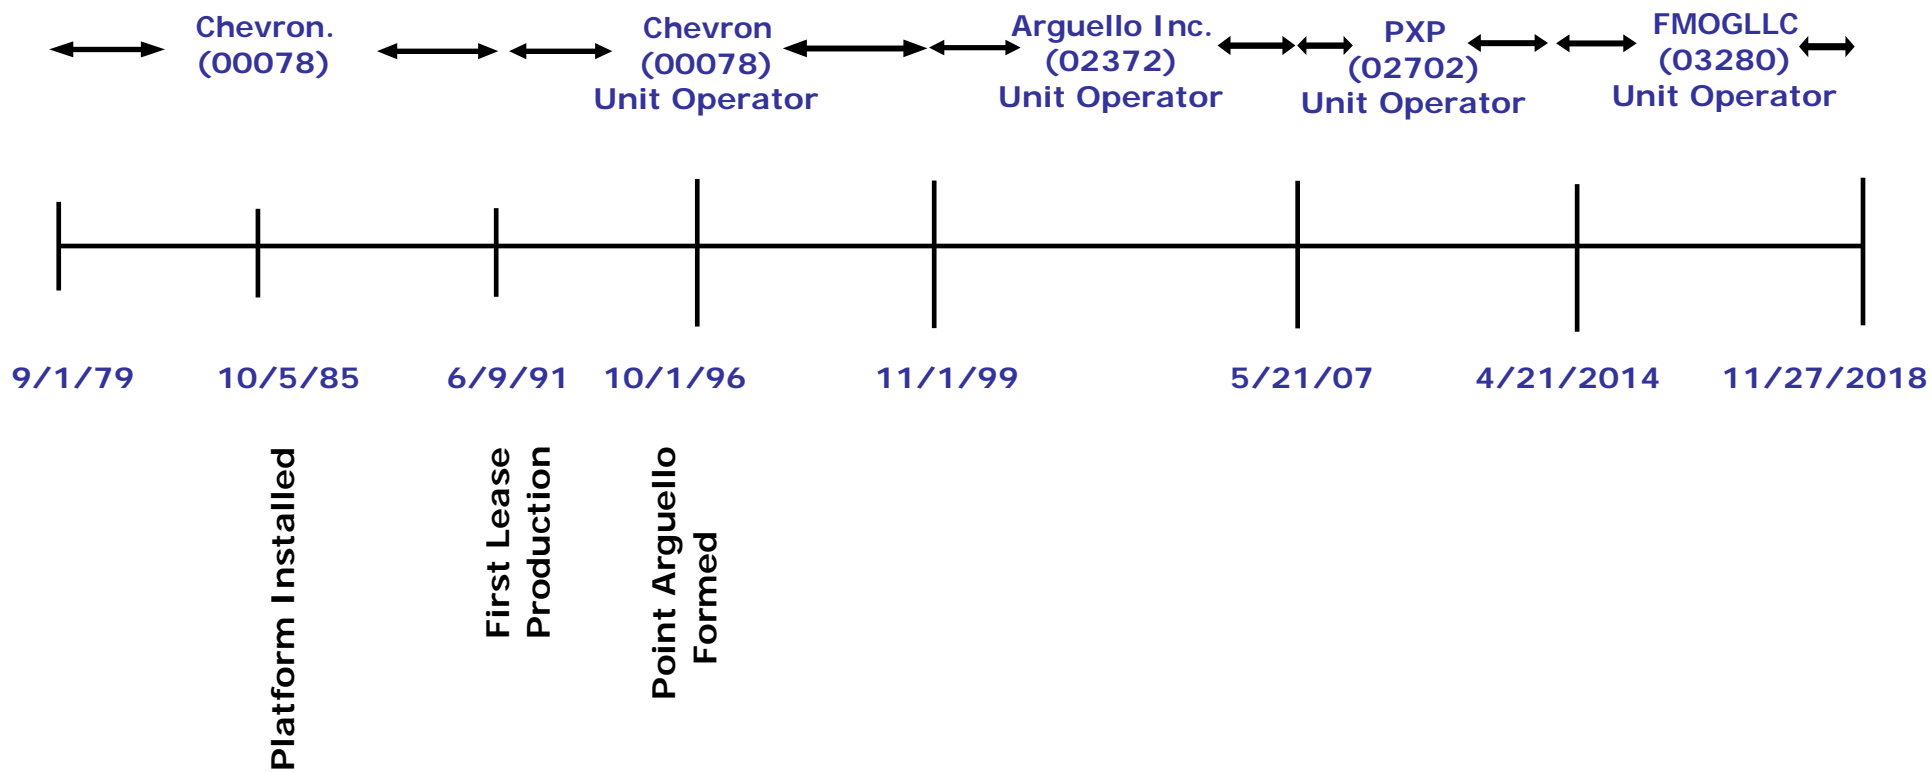 Chevron.
(00078)
Chevron
(00078)
Unit Operator
Arguello Inc.
(02372)
Unit Operator
PXP
(02702)
Unit Operator
FMOGLLC
(03280)
Unit Operator
9/1/79
10/5/85
6/9/91
10/1/96
11/1/99
5/21/07
4/21/2014
11/27/2018
Platform Installed
First Lease
Production
Point Arguello
Formed